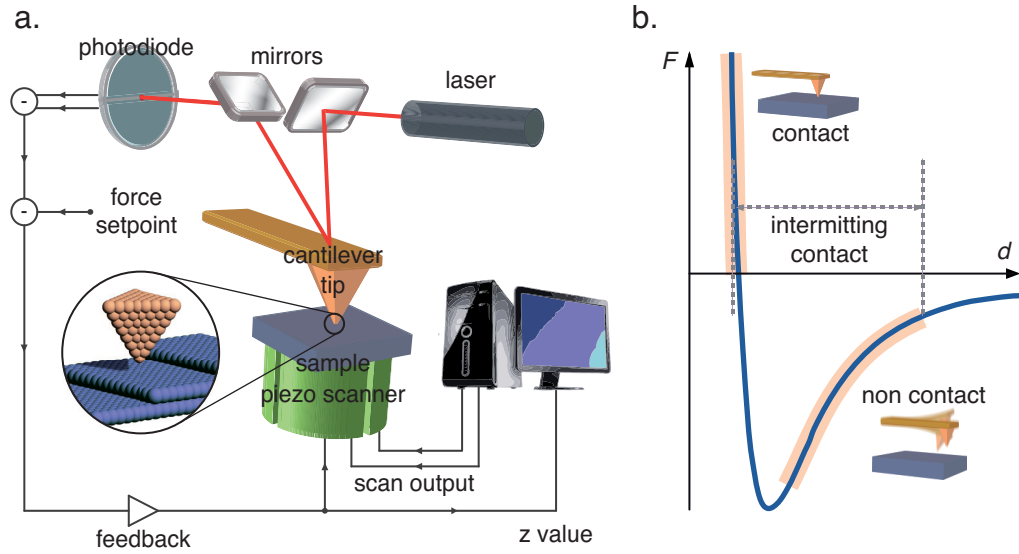 a.
photodiode
mirrors
laser
-
-
force
setpoint
cantilever
tip
sample
piezo scanner
scan output
feedback
z value
b.
F
contact
intermitting
contact
d
non contact